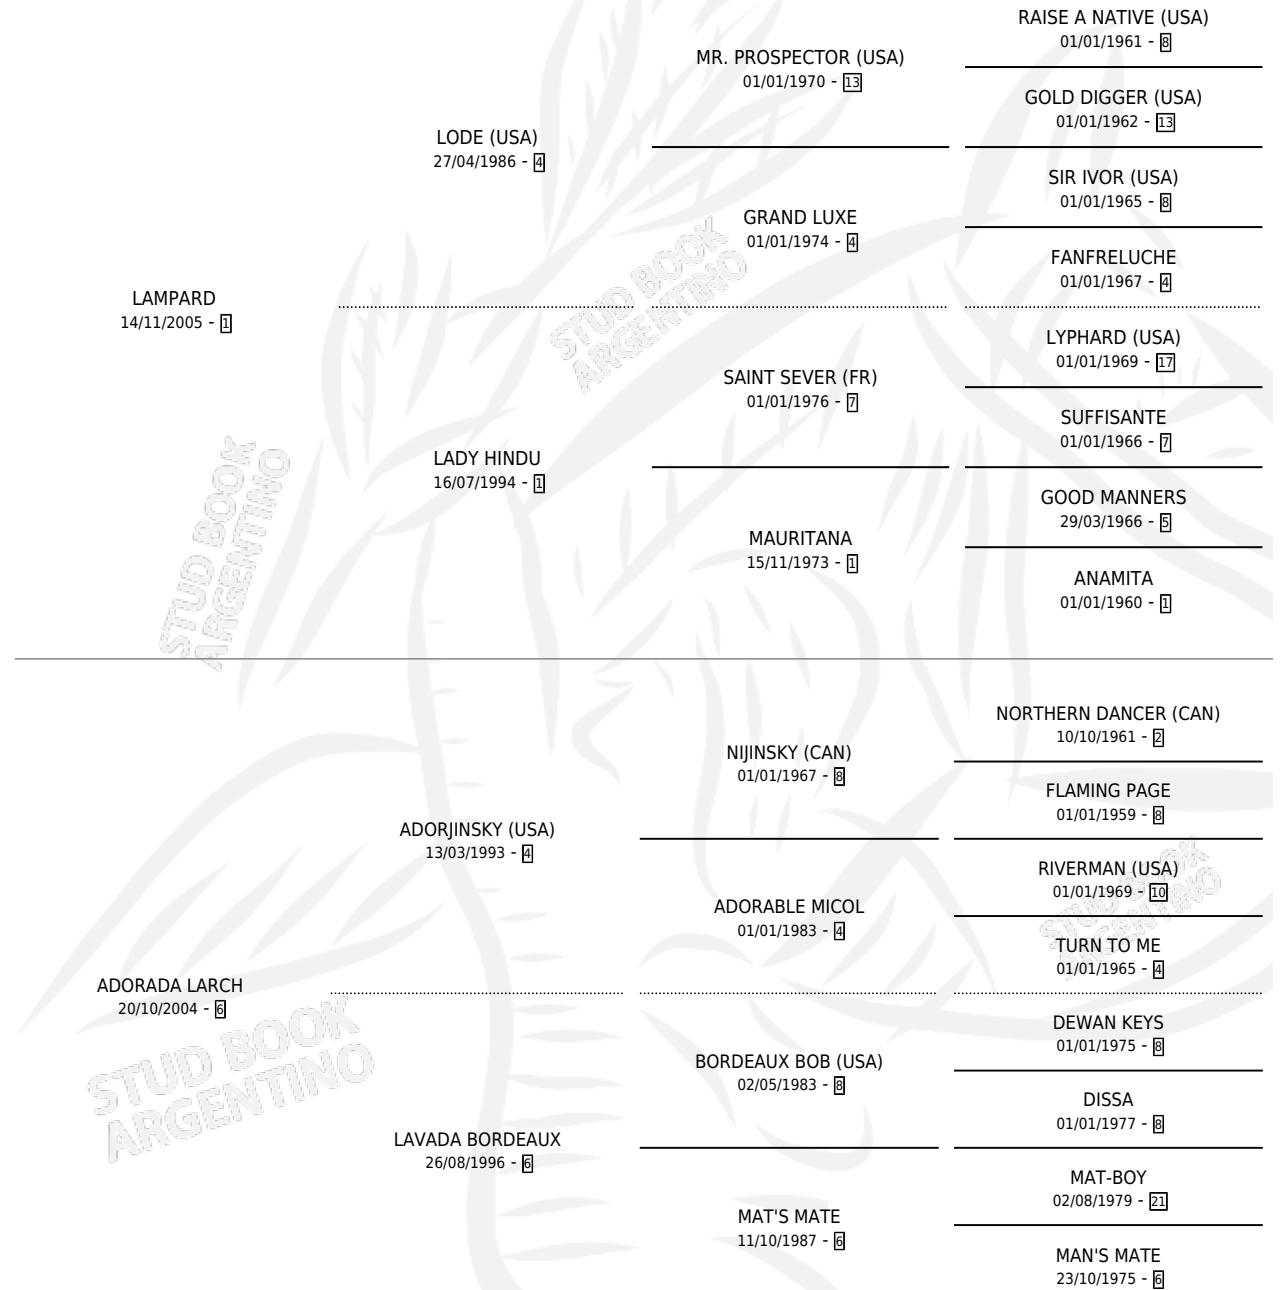 RAISE A NATIVE (USA)
01/01/1961 - 8
MR. PROSPECTOR (USA)
01/01/1970 - 13
GOLD DIGGER (USA)
01/01/1962 - 13
LODE (USA)
27/04/1986 - 4
SIR IVOR (USA)
01/01/1965 - 8
GRAND LUXE
01/01/1974 - 4
FANFRELUCHE
01/01/1967 - 4
LAMPARD
14/11/2005 - 1
STUD BOOK
ARGENTINO
LYPHARD (USA)
01/01/1969 - 17
SAINT SEVER (FR)
01/01/1976 - 7
SUFFISANTE
01/01/1966 - 7
LADY HINDU
16/07/1994 - 1
GOOD MANNERS
29/03/1966 - 5
MAURITANA
15/11/1973 - 1
ANAMITA
01/01/1960 - 1
STUD BOOK
ARGENTINO
NORTHERN DANCER (CAN)
10/10/1961 - 2
NIJINSKY (CAN)
01/01/1967 - 8
FLAMING PAGE
01/01/1959 - 8
ADORJINSKY (USA)
13/03/1993 - 4
RIVERMAN (USA)
01/01/1969 - 10
ADORABLE MICOL
01/01/1983 - 4
TURN TO ME
01/01/1965 - 4
STUD BOOK
ARGENTINO
ADORADA LARCH
20/10/2004 - 6
DEWAN KEYS
01/01/1975 - 8
BORDEAUX BOB (USA)
02/05/1983 - 8
DISSA
01/01/1977 - 8
STUD BOOK
ARGENTINO
LAVADA BORDEAUX
26/08/1996 - 6
MAT-BOY
02/08/1979 - 21
MAT'S MATE
11/10/1987 - 6
MAN'S MATE
23/10/1975 - 6